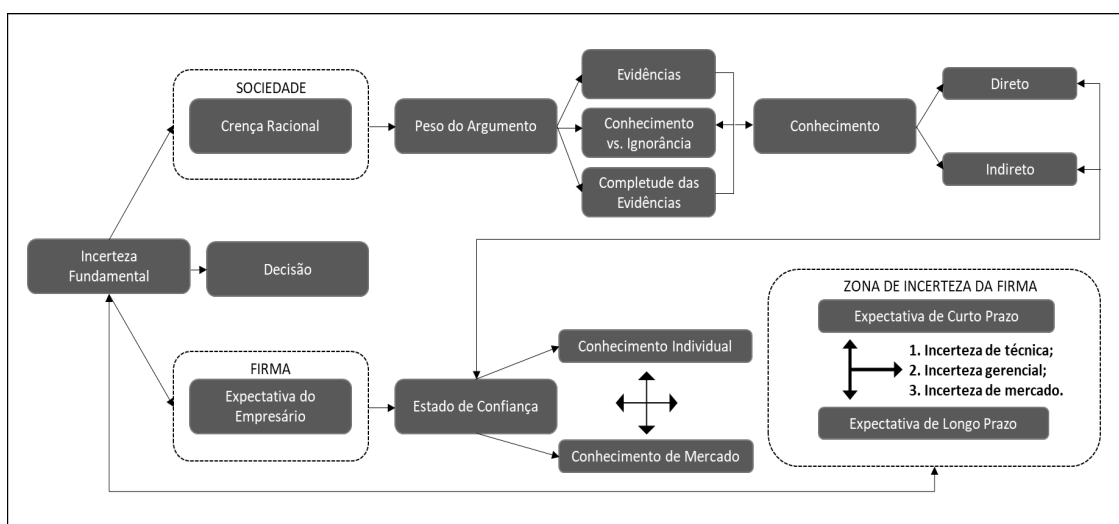 SOCIEDADE
Crença Racional
Peso do Argumento
Evidências
Conhecimento
vs. Ignorância
Completude das
Evidências
Conhecimento
Direto
Indireto
Incerteza
Fundamental
Decisão
FIRMA
Expectativa do
Empresário
Estado de Confiança
Conhecimento Individual
Conhecimento de Mercado
ZONA DE INCERTEZA DA FIRMA
Expectativa de Curto Prazo
1. Incerteza de técnica;
2. Incerteza gerencial;
3. Incerteza de mercado.
Expectativa de Longo Prazo